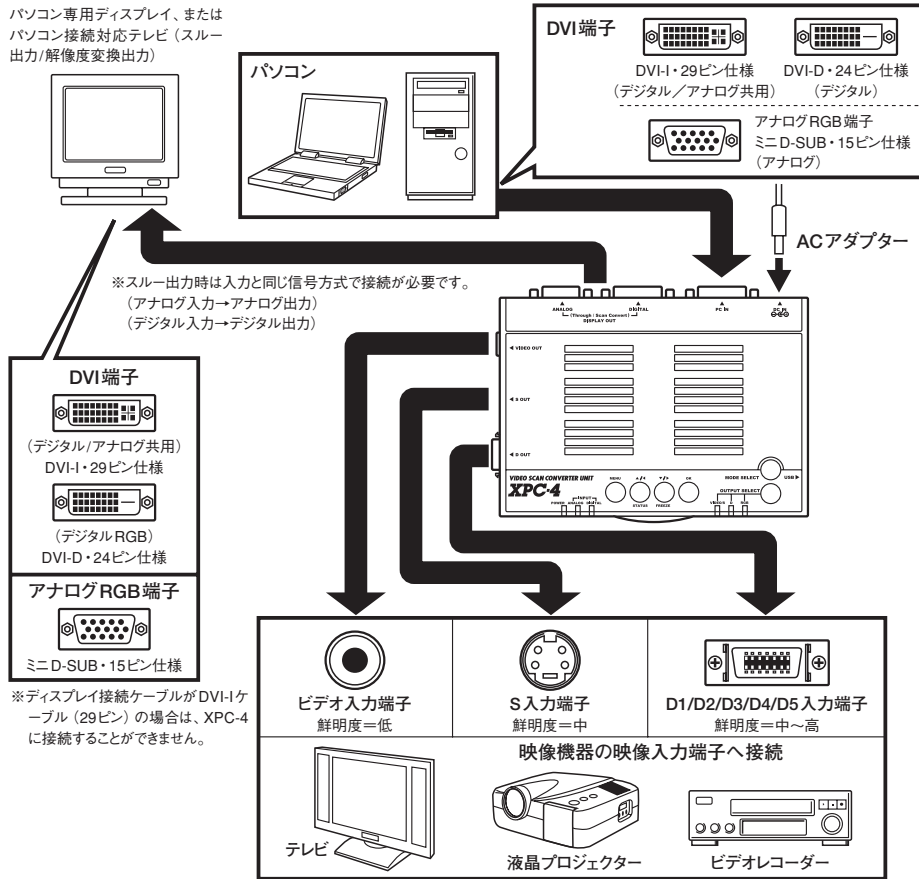 パソコン専用ディスプレイ、または
パソコン接続対応テレビ（スルー
出力/解像度変換出力）
パソコン
DVI端子
DVI-I・29ピン仕様
（デジタル／アナログ共用）
DVI-D・24ピン仕様
（デジタル）
アナログRGB端子
ミニD-SUB・15ピン仕様
（アナログ）
ACアダプター
※スルー出力時は入力と同じ信号方式で接続が必要です。
（アナログ入力→アナログ出力）
（デジタル入力→デジタル出力）
ANALOG
DIGITAL
(Through / Scan Convert)
DISPLAY OUT
PC IN
DC IN
◀ VIDEO OUT
◀ S OUT
◀ D OUT
VIDEO SCAN CONVERTER UNIT
XPC-4
MENU
▲/◀
▼/▶
OK
STATUS
FREEZE
INPUT
POWER ANALOG DIGITAL
MODE SELECT
USB ▶
OUTPUT SELECT
VIDEO/S D RGB
DVI端子
（デジタル/アナログ共用）
DVI-I・29ピン仕様
（デジタルRGB）
DVI-D・24ピン仕様
アナログRGB端子
ミニD-SUB・15ピン仕様
※ディスプレイ接続ケーブルがDVI-Iケ
ーブル（29ピン）の場合は、XPC-4
に接続することができません。
ビデオ入力端子
鮮明度＝低
S入力端子
鮮明度＝中
D1/D2/D3/D4/D5入力端子
鮮明度＝中〜高
映像機器の映像入力端子へ接続
テレビ
液晶プロジェクター
ビデオレコーダー